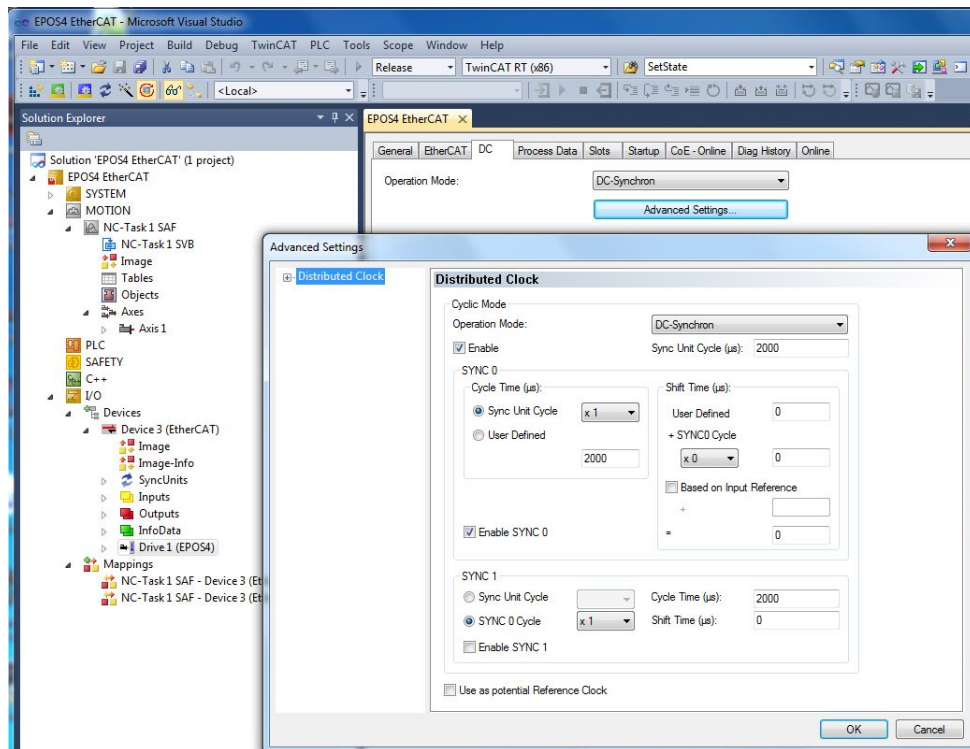 EPOS4 EtherCAT - Microsoft Visual Studio
File Edit View Project Build Debug TwinCAT PLC Tools Scope Window Help
Release TwinCAT RT (x86) SetState
<Local>
Solution Explorer
EPOS4 EtherCAT
Solution 'EPOS4 EtherCAT' (1 project)
EPOS4 EtherCAT
SYSTEM
MOTION
NC-Task 1 SAF
NC-Task 1 SVB
Image
Tables
Objects
Axes
Axis 1
PLC
SAFETY
C++
I/O
Devices
Device 3 (EtherCAT)
Image
Image-Info
SyncUnits
Inputs
Outputs
InfoData
Drive 1 (EPOS4)
Mappings
NC-Task 1 SAF - Device 3 (Et
NC-Task 1 SAF - Device 3 (Et
General EtherCAT DC Process Data Slots Startup CoE - Online Diag History Online
Operation Mode: DC-Synchron
Advanced Settings...
Advanced Settings
Distributed Clock
Distributed Clock
Cyclic Mode
Operation Mode: DC-Synchron
Enable Sync Unit Cycle (µs): 2000
SYNC 0
Cycle Time (µs):
Sync Unit Cycle x 1
User Defined
2000
Enable SYNC 0
Shift Time (µs):
User Defined 0
+ SYNC0 Cycle
x 0 0
Based on Input Reference
+
= 0
SYNC 1
Sync Unit Cycle Cycle Time (µs): 2000
SYNC 0 Cycle x 1 Shift Time (µs): 0
Enable SYNC 1
Use as potential Reference Clock
OK Cancel